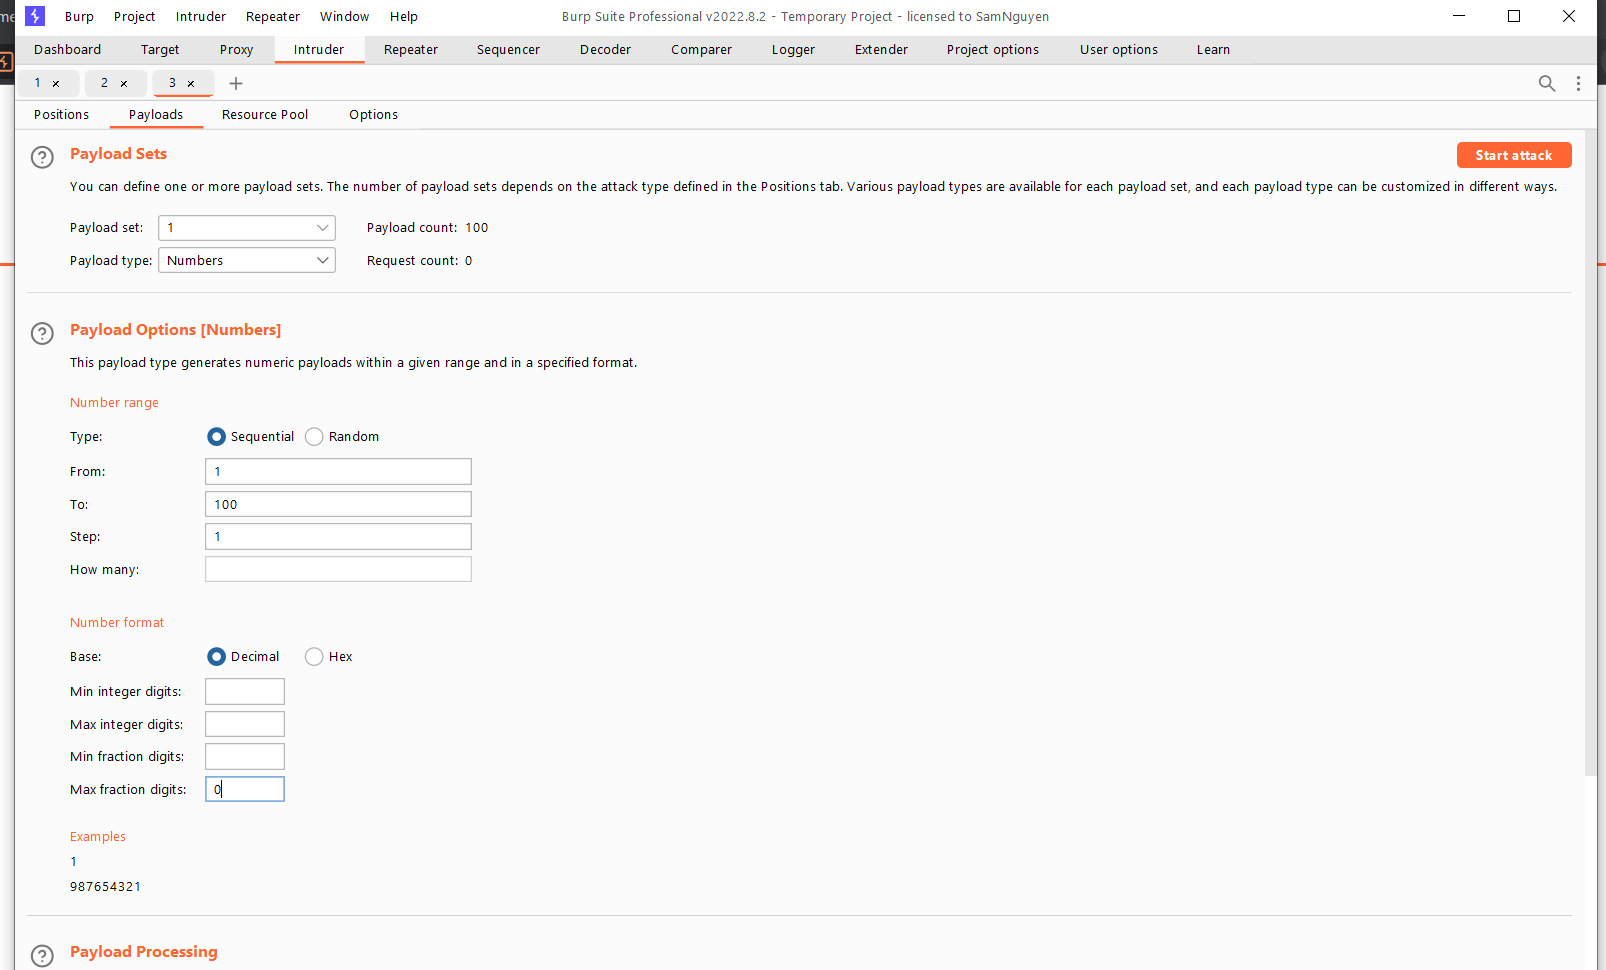 Burp Project Intruder Repeater Window Help Burp Suite Professional v2022.8.2 - Temporary Project - licensed to SamNguyen
Dashboard Target Proxy Intruder Repeater Sequencer Decoder Comparer Logger Extender Project options User options Learn
1 × 2 × 3 × +
Positions Payloads Resource Pool Options
? Payload Sets Start attack
You can define one or more payload sets. The number of payload sets depends on the attack type defined in the Positions tab. Various payload types are available for each payload set, and each payload type can be customized in different ways.
Payload set: 1 Payload count: 100
Payload type: Numbers Request count: 0
? Payload Options [Numbers]
This payload type generates numeric payloads within a given range and in a specified format.
Number range
Type: Sequential Random
From: 1
To: 100
Step: 1
How many:
Number format
Base: Decimal Hex
Min integer digits:
Max integer digits:
Min fraction digits:
Max fraction digits: 0
Examples
1
987654321
? Payload Processing